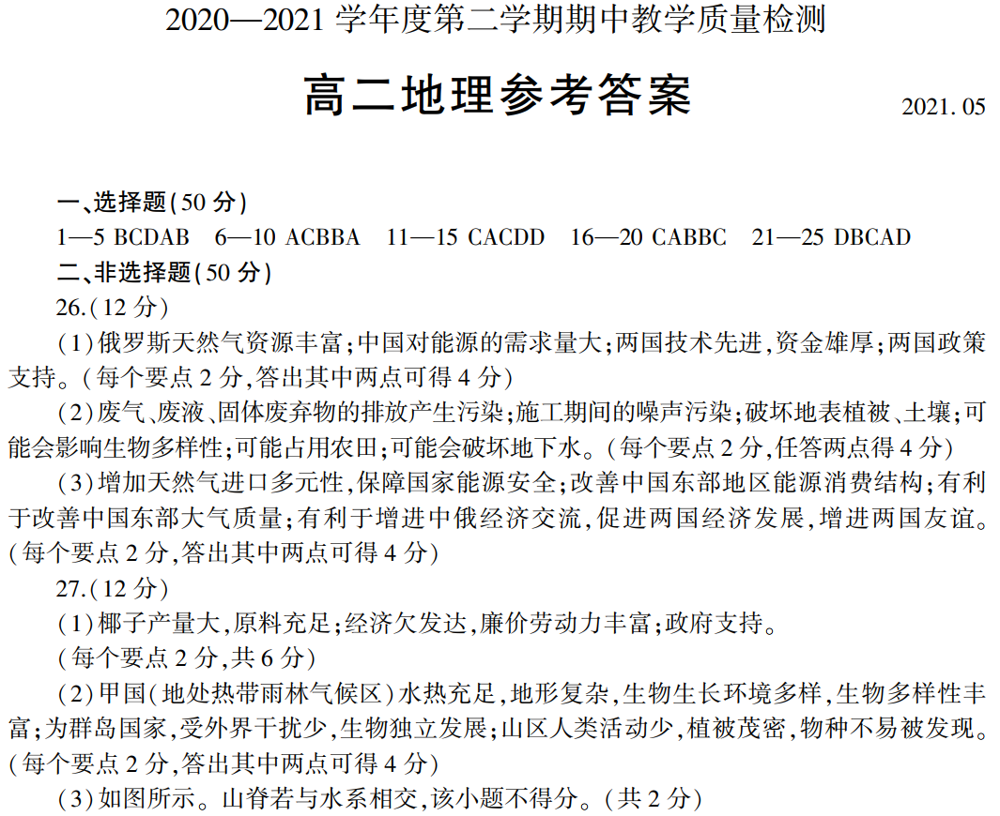 2020—2021 学年度第二学期期中教学质量检测
高二地理参考答案
2021. 05
一、选择题(50 分)
1—5 BCDAB 6—10 ACBBA 11—15 CACDD 16—20 CABBC 21—25 DBCAD
二、非选择题(50 分)
26.(12 分)
(1)俄罗斯天然气资源丰富;中国对能源的需求量大;两国技术先进,资金雄厚;两国政策
支持。(每个要点 2 分,答出其中两点可得 4 分)
(2)废气、废液、固体废弃物的排放产生污染;施工期间的噪声污染;破坏地表植被、土壤;可
能会影响生物多样性;可能占用农田;可能会破坏地下水。(每个要点 2 分,任答两点得 4 分)
(3)增加天然气进口多元性,保障国家能源安全;改善中国东部地区能源消费结构;有利
于改善中国东部大气质量;有利于增进中俄经济交流,促进两国经济发展,增进两国友谊。
(每个要点 2 分,答出其中两点可得 4 分)
27.(12 分)
(1)椰子产量大,原料充足;经济欠发达,廉价劳动力丰富;政府支持。
(每个要点 2 分,共 6 分)
(2)甲国(地处热带雨林气候区)水热充足,地形复杂,生物生长环境多样,生物多样性丰
富;为群岛国家,受外界干扰少,生物独立发展;山区人类活动少,植被茂密,物种不易被发现。
(每个要点 2 分,答出其中两点可得 4 分)
(3)如图所示。山脊若与水系相交,该小题不得分。(共 2 分)